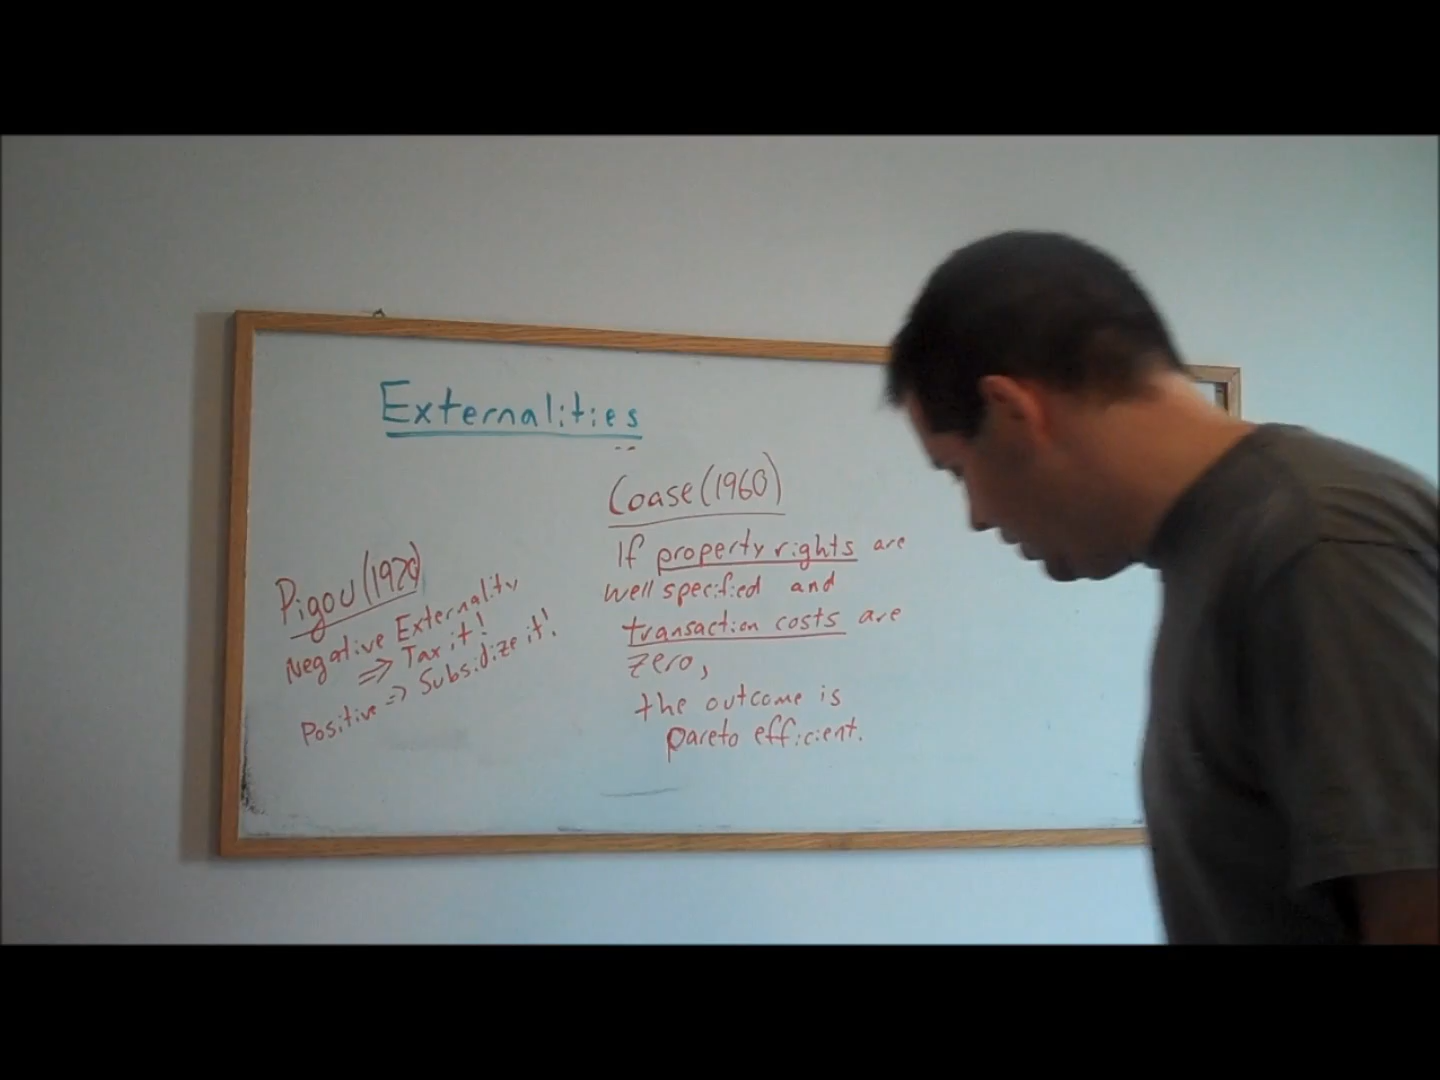 Externalities
Pigou (1920)
Negative Externality
=> Tax it!
Positive => Subsidize it!
Coase (1960)
If property rights are
well specified and
transaction costs are
zero,
the outcome is
pareto efficient.